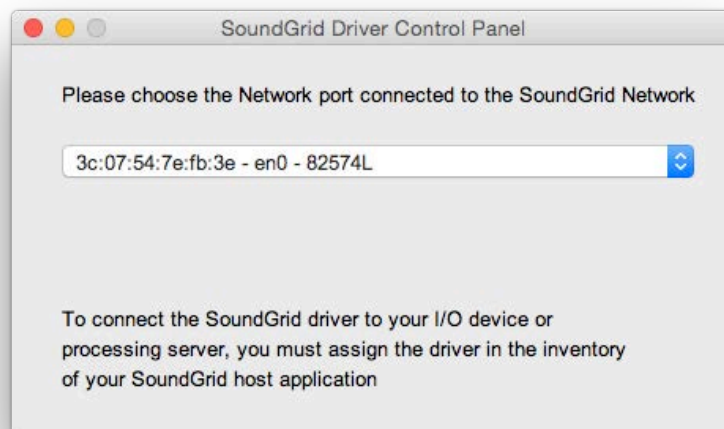 SoundGrid Driver Control Panel
Please choose the Network port connected to the SoundGrid Network
3c:07:54:7e:fb:3e - en0 - 82574L
To connect the SoundGrid driver to your I/O device or
processing server, you must assign the driver in the inventory
of your SoundGrid host application